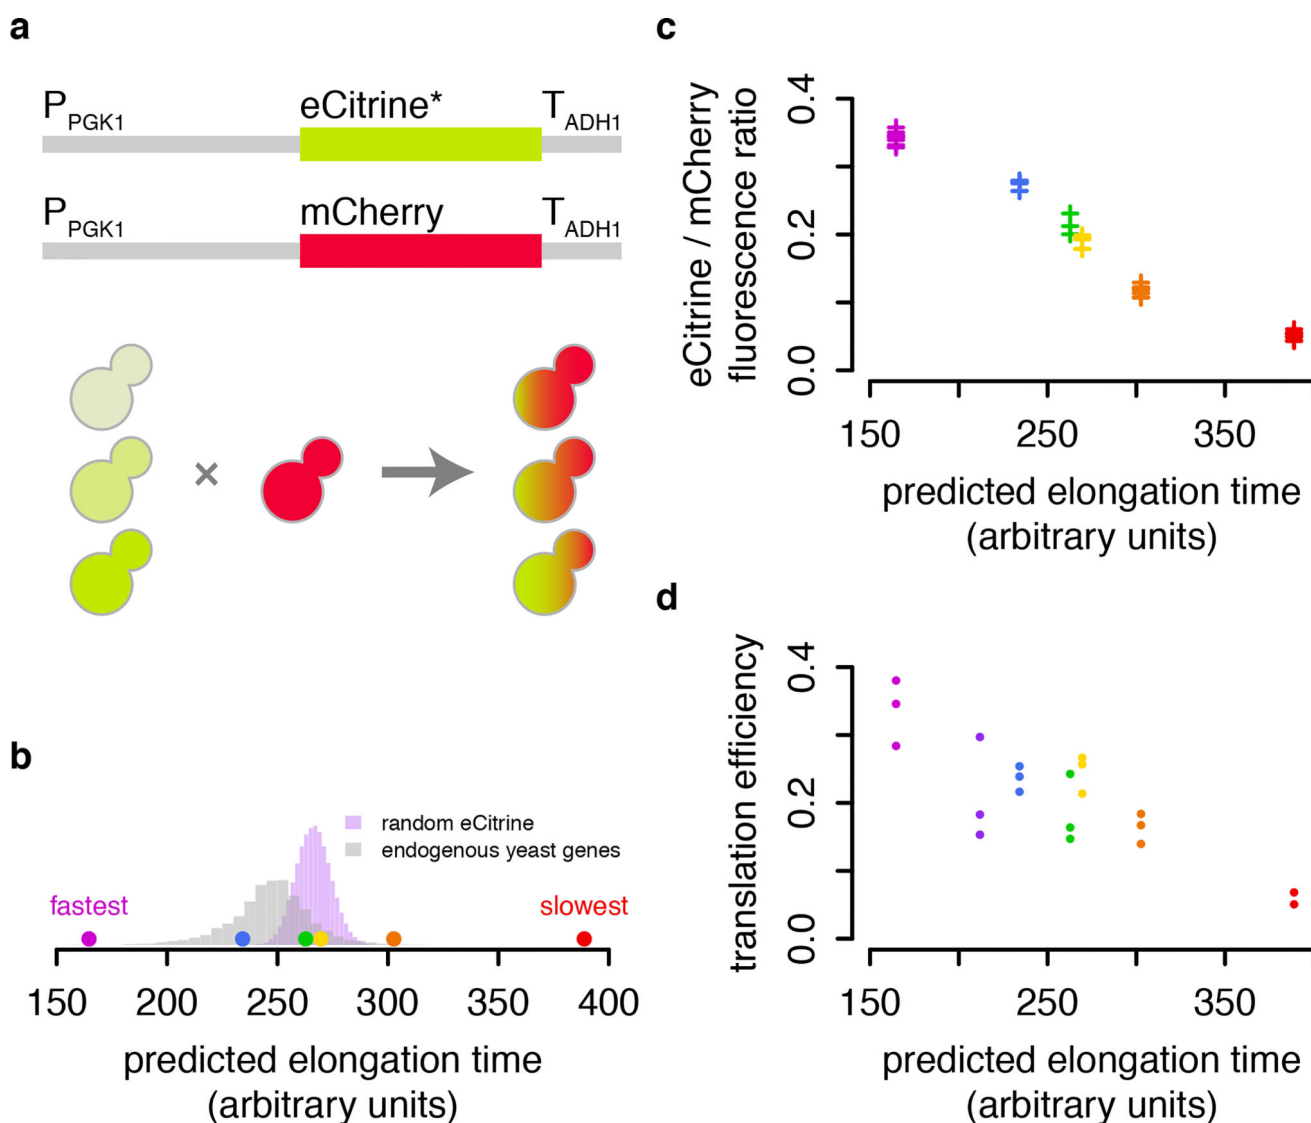 a
P PGK1 eCitrine* T ADH1
P PGK1 mCherry T ADH1
×
b
random eCitrine
endogenous yeast genes
fastest
slowest
150 200 250 300 350 400
predicted elongation time
(arbitrary units)
c
eCitrine / mCherry
fluorescence ratio
0.4
0.2
0.0
150 250 350
predicted elongation time
(arbitrary units)
d
translation efficiency
0.4
0.2
0.0
150 250 350
predicted elongation time
(arbitrary units)